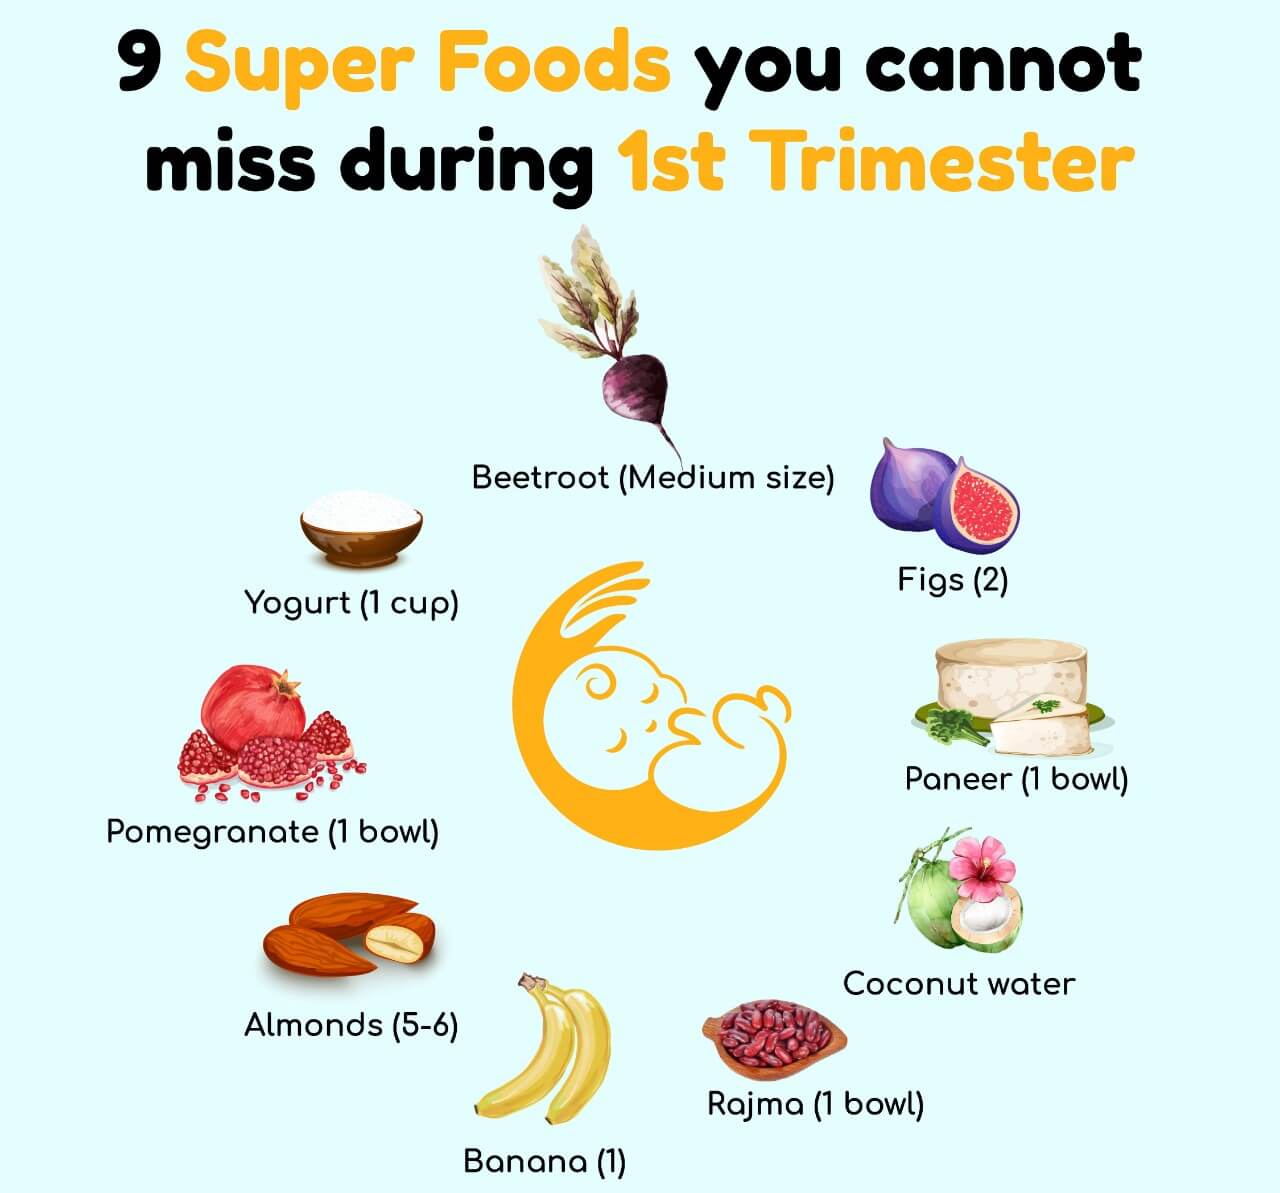 9 Super Foods you cannot
miss during 1st Trimester
Beetroot (Medium size)
Figs (2)
Yogurt (1 cup)
Paneer (1 bowl)
Pomegranate (1 bowl)
Coconut water
Almonds (5-6)
Rajma (1 bowl)
Banana (1)